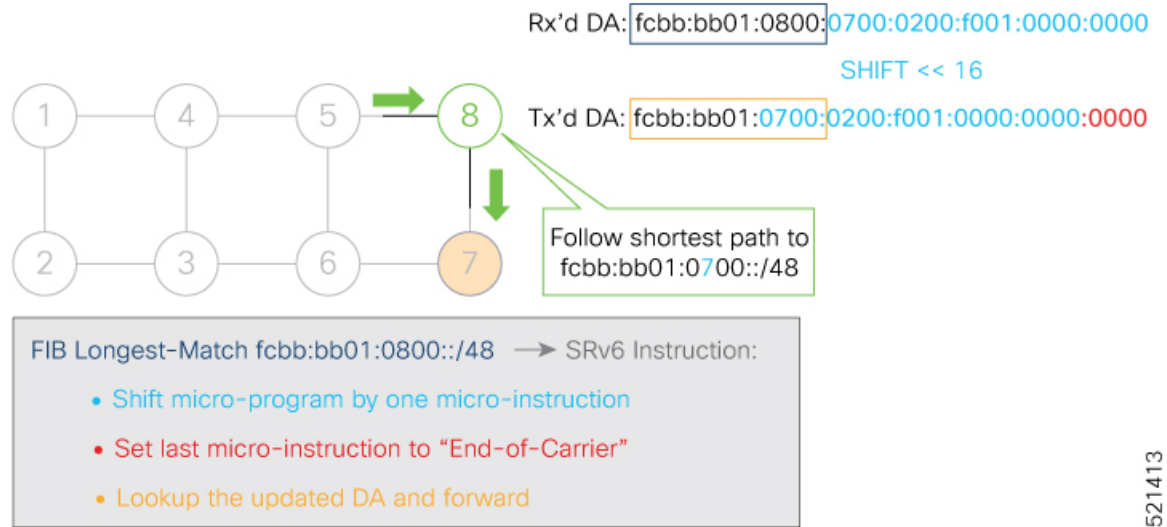 Rx'd DA: fcbb:bb01:0800:0700:0200:f001:0000:0000
SHIFT << 16
Tx'd DA: fcbb:bb01:0700:0200:f001:0000:0000:0000
1
4
5
8
2
3
6
7
Follow shortest path to
fcbb:bb01:0700::/48
FIB Longest-Match fcbb:bb01:0800::/48 → SRv6 Instruction:
• Shift micro-program by one micro-instruction
• Set last micro-instruction to “End-of-Carrier”
• Lookup the updated DA and forward
521413